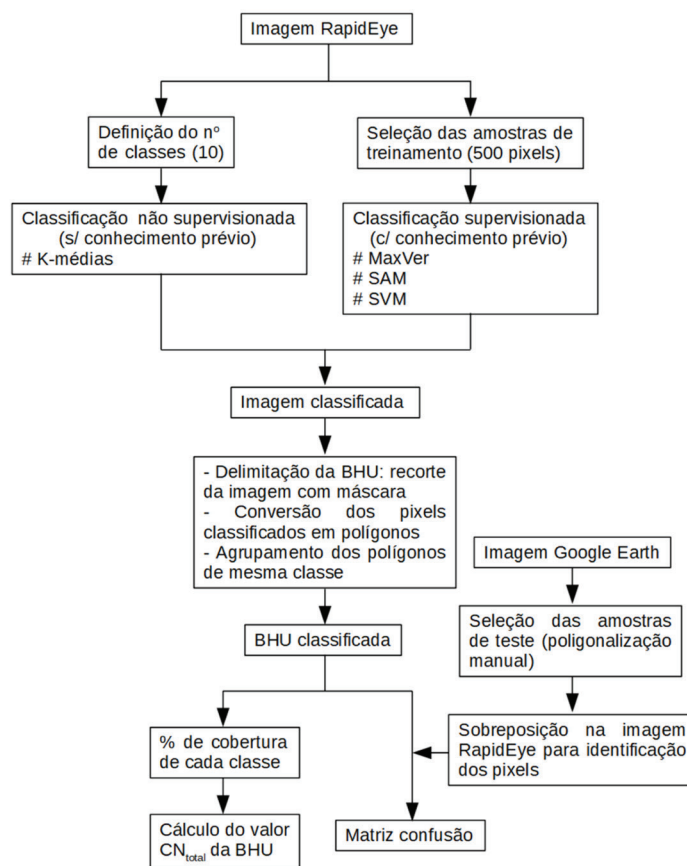 Imagem RapidEye
Definição do nº
de classes (10)
Seleção das amostras de
treinamento (500 pixels)
Classificação não supervisionada
(s/ conhecimento prévio)
# K-médias
Classificação supervisionada
(c/ conhecimento prévio)
# MaxVer
# SAM
# SVM
Imagem classificada
- Delimitação da BHU: recorte
da imagem com máscara
- Conversão dos pixels
classificados em polígonos
- Agrupamento dos polígonos
de mesma classe
Imagem Google Earth
Seleção das amostras
de teste (poligonalização
manual)
BHU classificada
% de cobertura
de cada classe
Sobreposição na imagem
RapidEye para identificação
dos pixels
Cálculo do valor
CNtotal da BHU
Matriz confusão